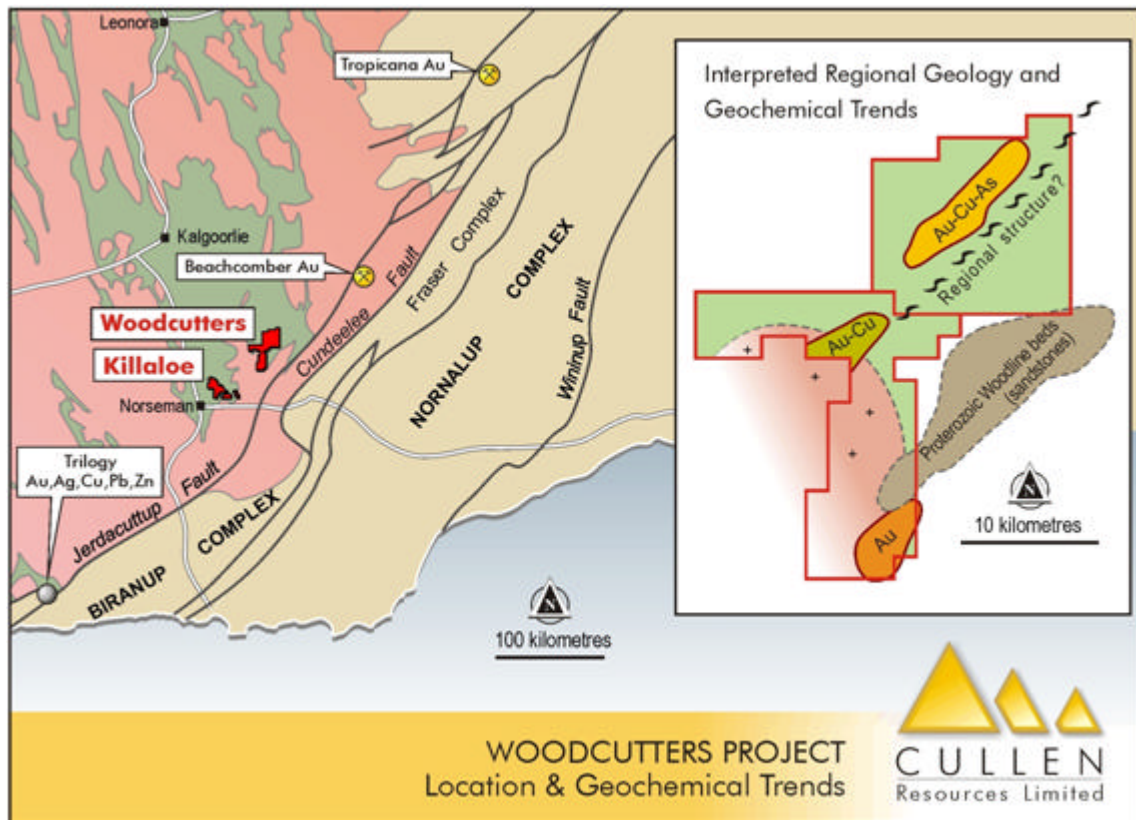 Leonora
Tropicana Au
Kalgoorlie
Beachcomber Au
Woodcutters
Killaloe
Norseman
Trilogy
Au,Ag,Cu,Pb,Zn
Jerdacuttup Fault
Cundeelee Fault
Fraser Complex
BIRANUP COMPLEX
NORNALUP COMPLEX
Wininup Fault
N
100 kilometres
Interpreted Regional Geology and
Geochemical Trends
Au-Cu-As
Regional structure?
Au-Cu
Proterozoic Woodline beds
(sandstones)
Au
N
10 kilometres
WOODCUTTERS PROJECT
Location & Geochemical Trends
CULLEN
Resources Limited